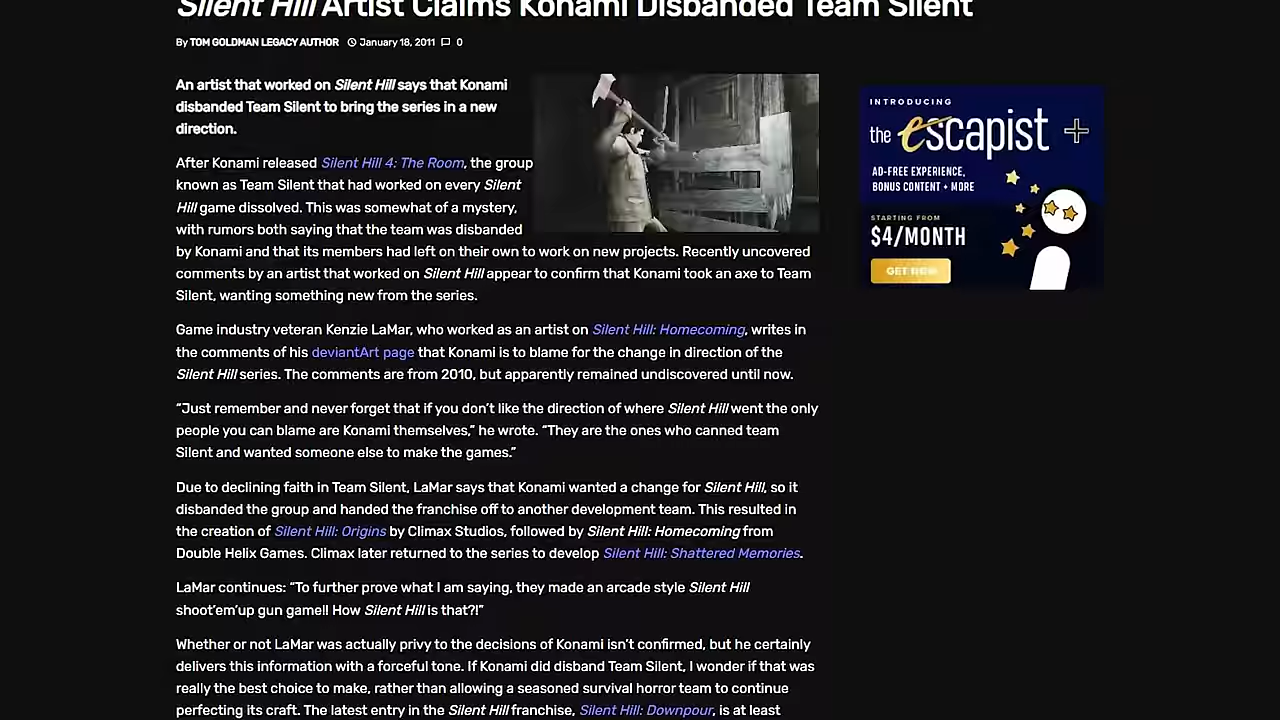 Silent Hill Artist Claims Konami Disbanded Team Silent
By TOM GOLDMAN LEGACY AUTHOR January 18, 2011 0
An artist that worked on Silent Hill says that Konami
disbanded Team Silent to bring the series in a new
direction.
After Konami released Silent Hill 4: The Room, the group
known as Team Silent that had worked on every Silent
Hill game dissolved. This was somewhat of a mystery,
with rumors both saying that the team was disbanded
by Konami and that its members had left on their own to work on new projects. Recently uncovered
comments by an artist that worked on Silent Hill appear to confirm that Konami took an axe to Team
Silent, wanting something new from the series.
Game industry veteran Kenzie LaMar, who worked as an artist on Silent Hill: Homecoming, writes in
the comments of his deviantArt page that Konami is to blame for the change in direction of the
Silent Hill series. The comments are from 2010, but apparently remained undiscovered until now.
“Just remember and never forget that if you don’t like the direction of where Silent Hill went the only
people you can blame are Konami themselves,” he wrote. “They are the ones who canned team
Silent and wanted someone else to make the games.”
Due to declining faith in Team Silent, LaMar says that Konami wanted a change for Silent Hill, so it
disbanded the group and handed the franchise off to another development team. This resulted in
the creation of Silent Hill: Origins by Climax Studios, followed by Silent Hill: Homecoming from
Double Helix Games. Climax later returned to the series to develop Silent Hill: Shattered Memories.
LaMar continues: “To further prove what I am saying, they made an arcade style Silent Hill
shoot’em’up gun game!! How Silent Hill is that?!”
Whether or not LaMar was actually privy to the decisions of Konami isn’t confirmed, but he certainly
delivers this information with a forceful tone. If Konami did disband Team Silent, I wonder if that was
really the best choice to make, rather than allowing a seasoned survival horror team to continue
perfecting its craft. The latest entry in the Silent Hill franchise, Silent Hill: Downpour, is at least
INTRODUCING
the escapist +
AD-FREE EXPERIENCE,
BONUS CONTENT + MORE
STARTING FROM
$4/MONTH
GET NOW